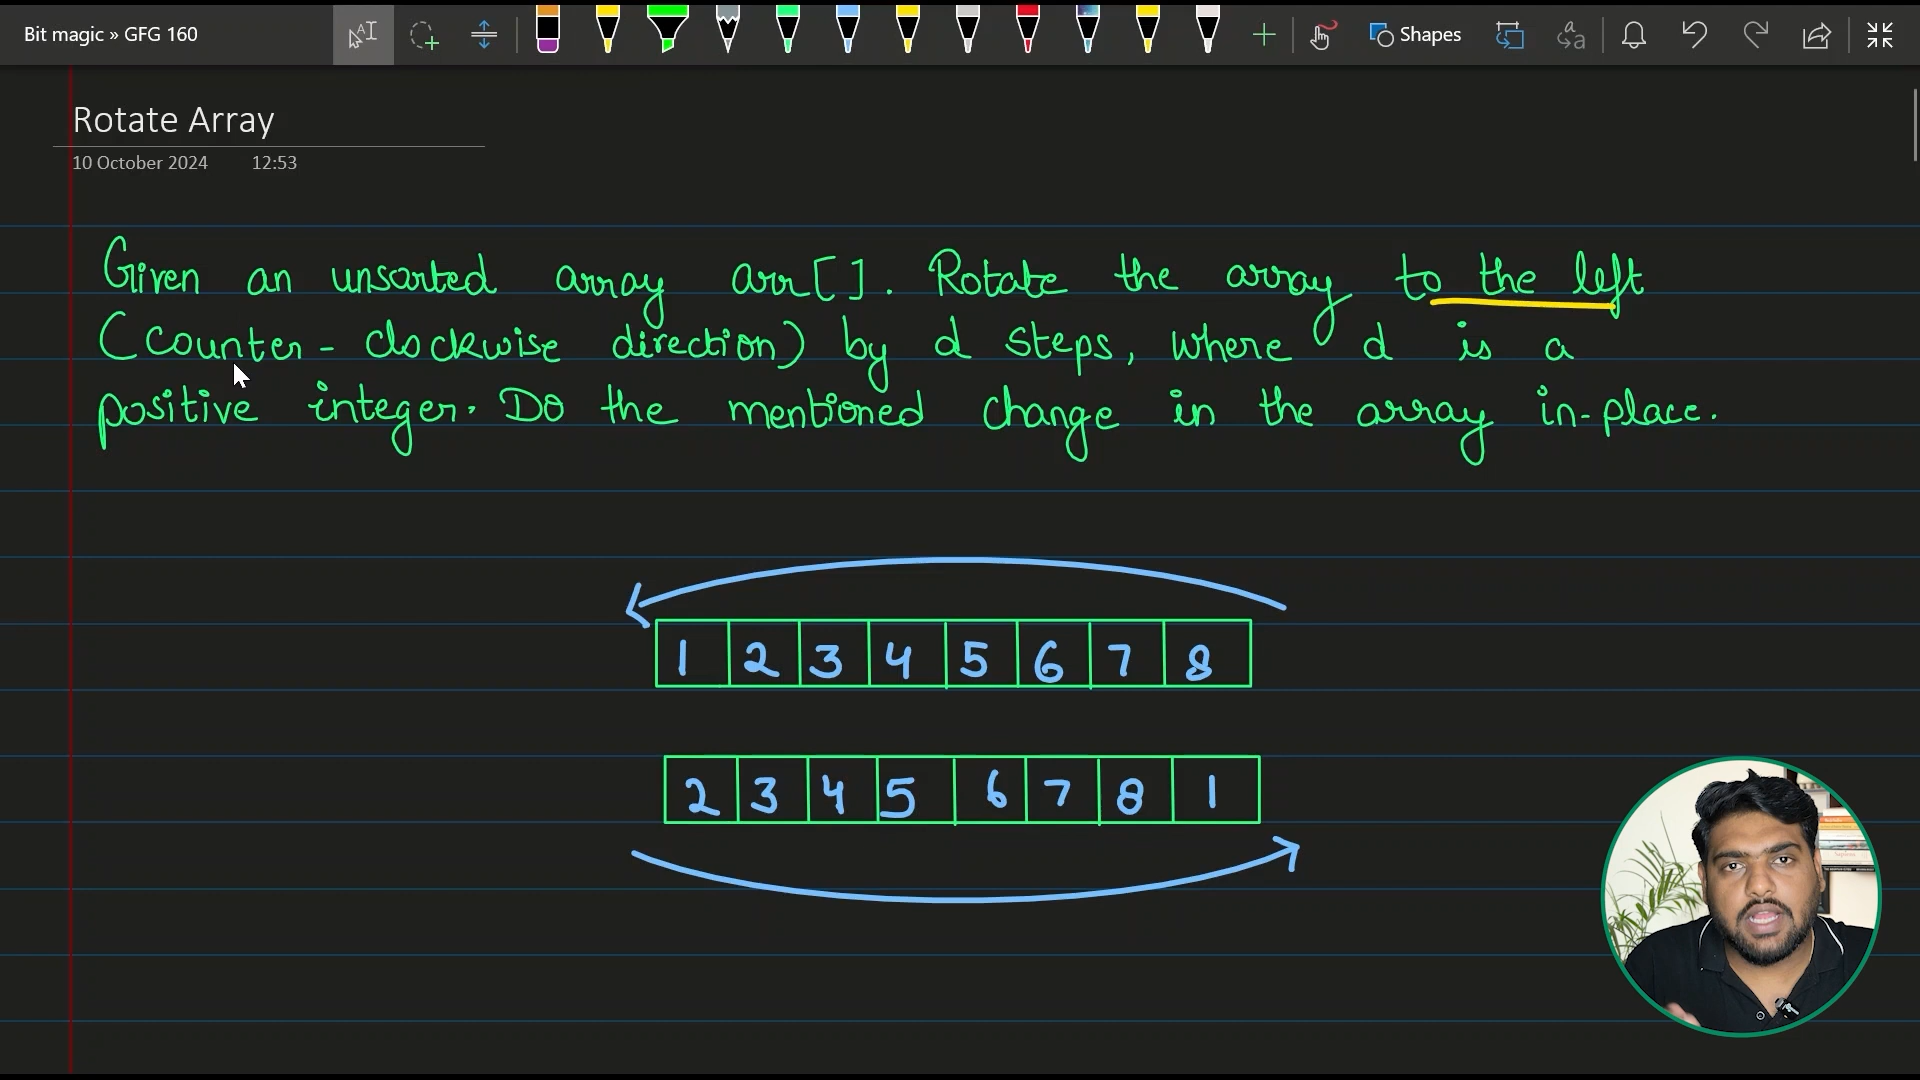 Bit magic » GFG 160
Shapes
Rotate Array
10 October 2024 12:53
Given an unsorted array arr[]. Rotate the array to the left
(counter-clockwise direction) by d steps, where d is a
positive integer. Do the mentioned change in the array in-place.
1 2 3 4 5 6 7 8
2 3 4 5 6 7 8 1